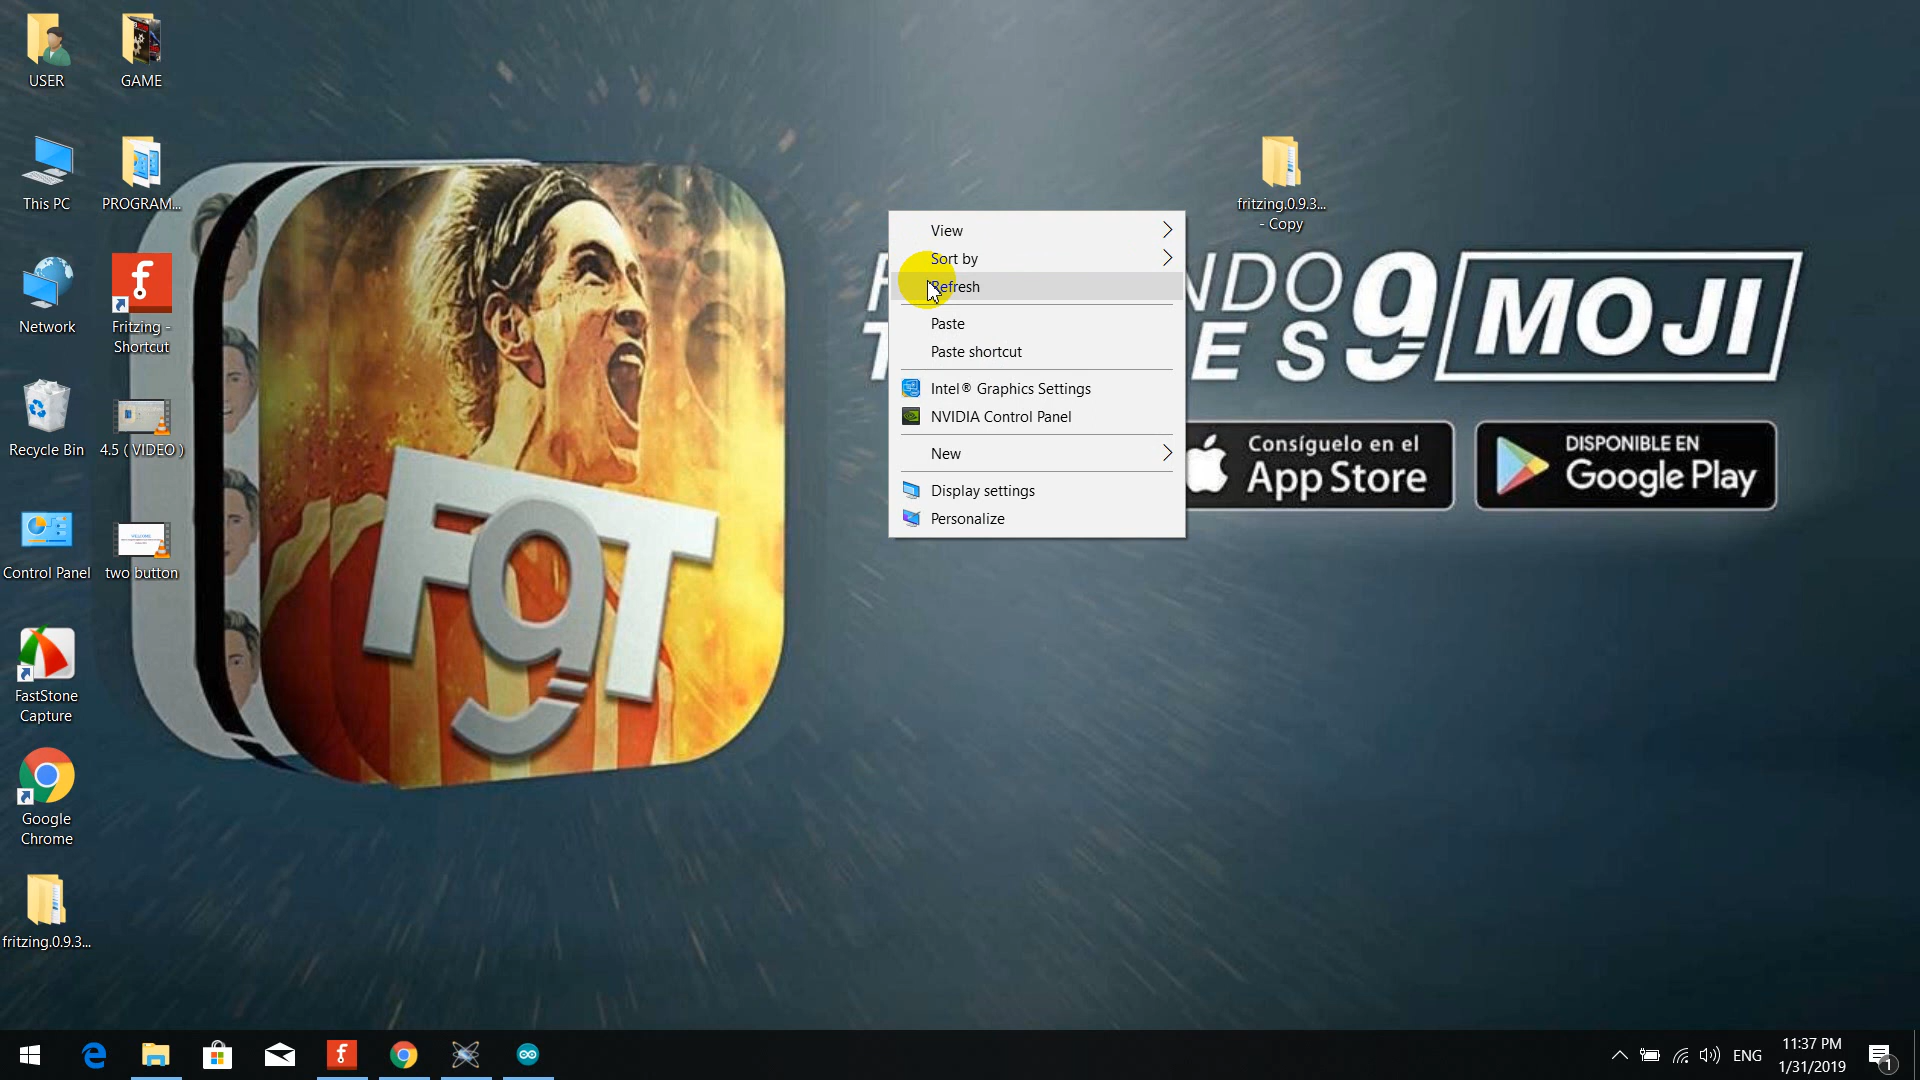 USER
GAME
This PC
PROGRAM...
fritzing.0.9.3...
- Copy
Network
Fritzing -
Shortcut
Recycle Bin
4.5 ( VIDEO )
Control Panel
two button
FastStone
Capture
Google
Chrome
fritzing.0.9.3...
View
Sort by
Refresh
Paste
Paste shortcut
Intel® Graphics Settings
NVIDIA Control Panel
New
Display settings
Personalize
F9T
9 MOJI
Consíguelo en el
App Store
DISPONIBLE EN
Google Play
ENG
11:37 PM
1/31/2019
1